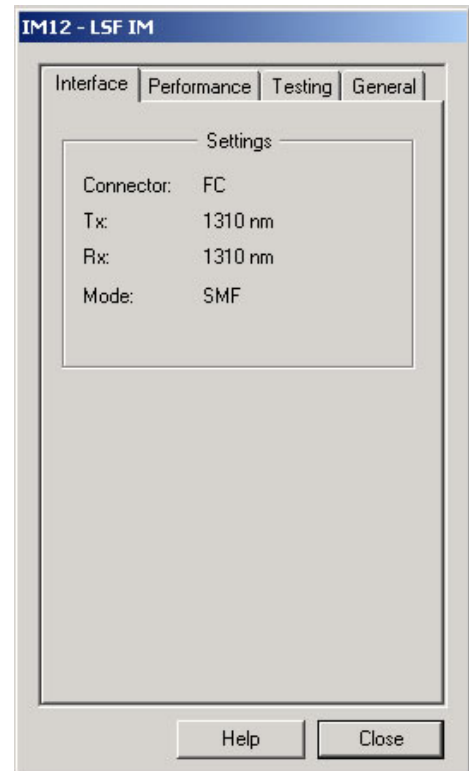 IM12 - LSF IM
Interface Performance Testing General
Settings
Connector: FC
Tx: 1310 nm
Rx: 1310 nm
Mode: SMF
Help Close